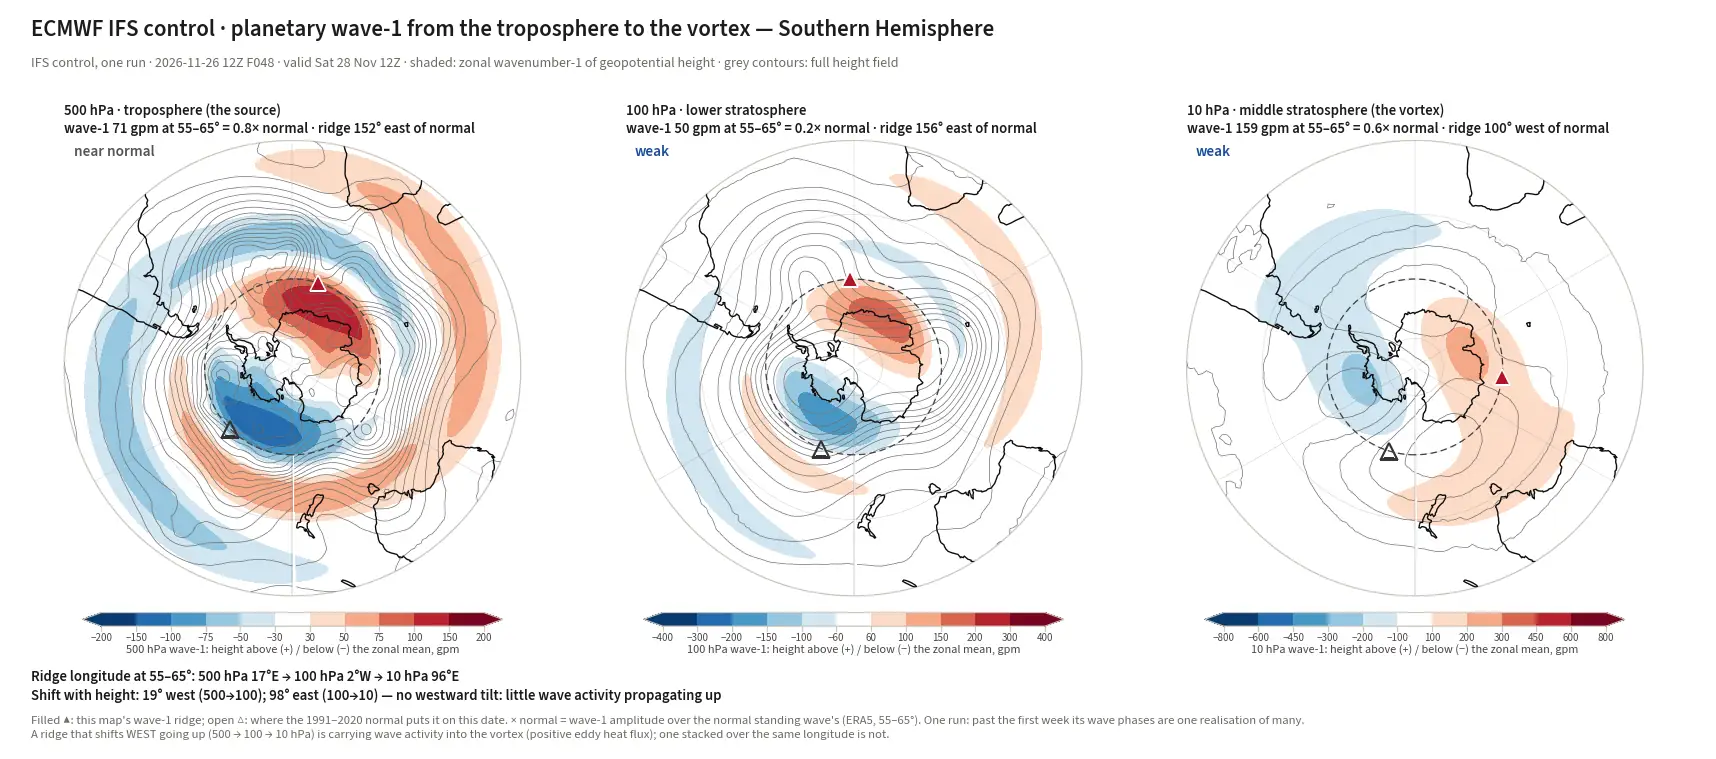 ECMWF IFS control · planetary wave-1 from the troposphere to the vortex — Southern Hemisphere
IFS control, one run · 2026-11-26 12Z F048 · valid Sat 28 Nov 12Z · shaded: zonal wavenumber-1 of geopotential height · grey contours: full height field
500 hPa · troposphere (the source)
wave-1 71 gpm at 55–65° = 0.8× normal · ridge 152° east of normal
near normal
100 hPa · lower stratosphere
wave-1 50 gpm at 55–65° = 0.2× normal · ridge 156° east of normal
weak
10 hPa · middle stratosphere (the vortex)
wave-1 159 gpm at 55–65° = 0.6× normal · ridge 100° west of normal
weak
−200 −150 −100 −75 −50 −30 30 50 75 100 150 200
500 hPa wave-1: height above (+) / below (−) the zonal mean, gpm
−400 −300 −200 −150 −100 −60 60 100 150 200 300 400
100 hPa wave-1: height above (+) / below (−) the zonal mean, gpm
−800 −600 −450 −300 −200 −100 100 200 300 450 600 800
10 hPa wave-1: height above (+) / below (−) the zonal mean, gpm
Ridge longitude at 55–65°: 500 hPa 17°E → 100 hPa 2°W → 10 hPa 96°E
Shift with height: 19° west (500→100); 98° east (100→10) — no westward tilt: little wave activity propagating up
Filled ▲: this map's wave-1 ridge; open △: where the 1991–2020 normal puts it on this date. × normal = wave-1 amplitude over the normal standing wave's (ERA5, 55–65°). One run: past the first week its wave phases are one realisation of many.
A ridge that shifts WEST going up (500 → 100 → 10 hPa) is carrying wave activity into the vortex (positive eddy heat flux); one stacked over the same longitude is not.